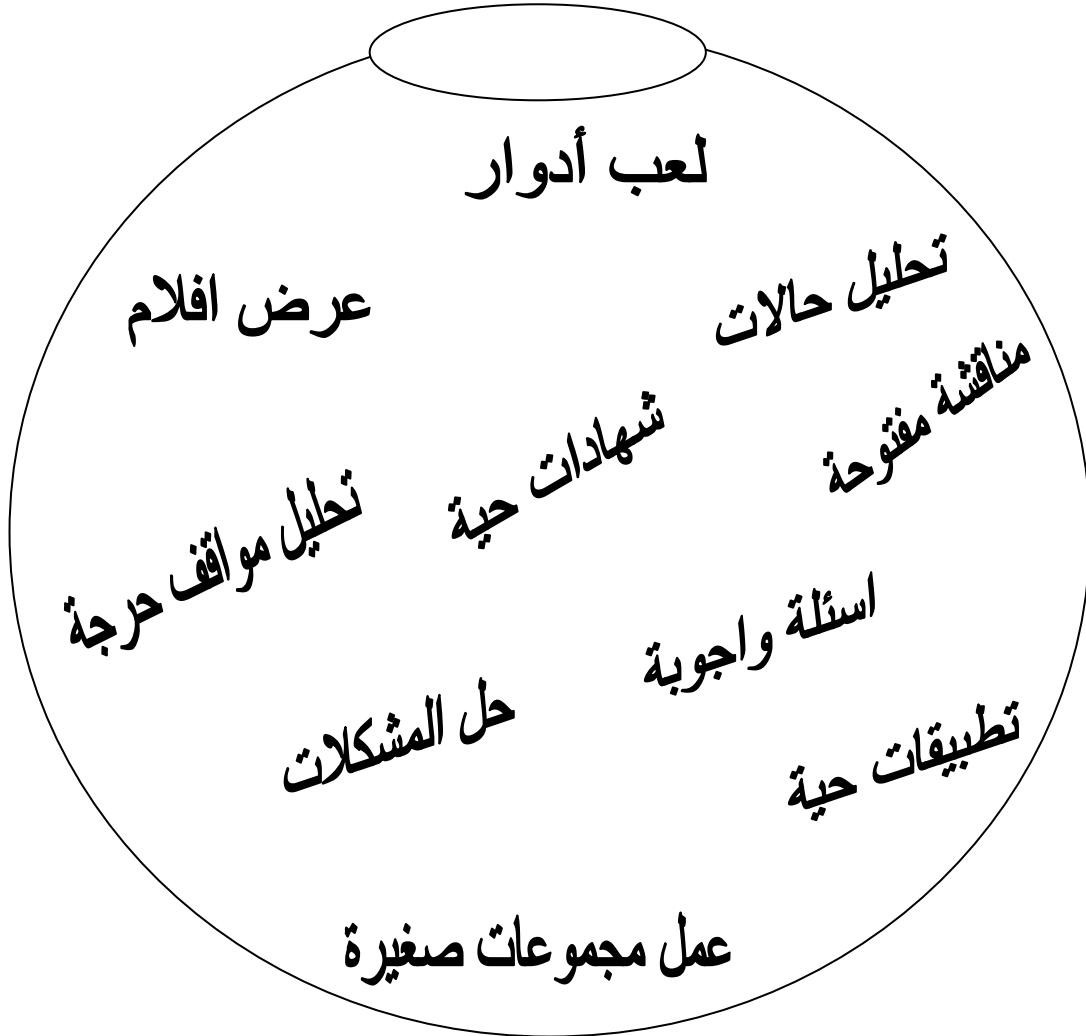 لعب أدوار
تحليل حالات
عرض افلام
مناقشة مفتوحة
شهادات حية
تحليل مواقف حرجة
اسئلة واجوبة
حل المشكلات
تطبيقات حية
عمل مجموعات صغيرة